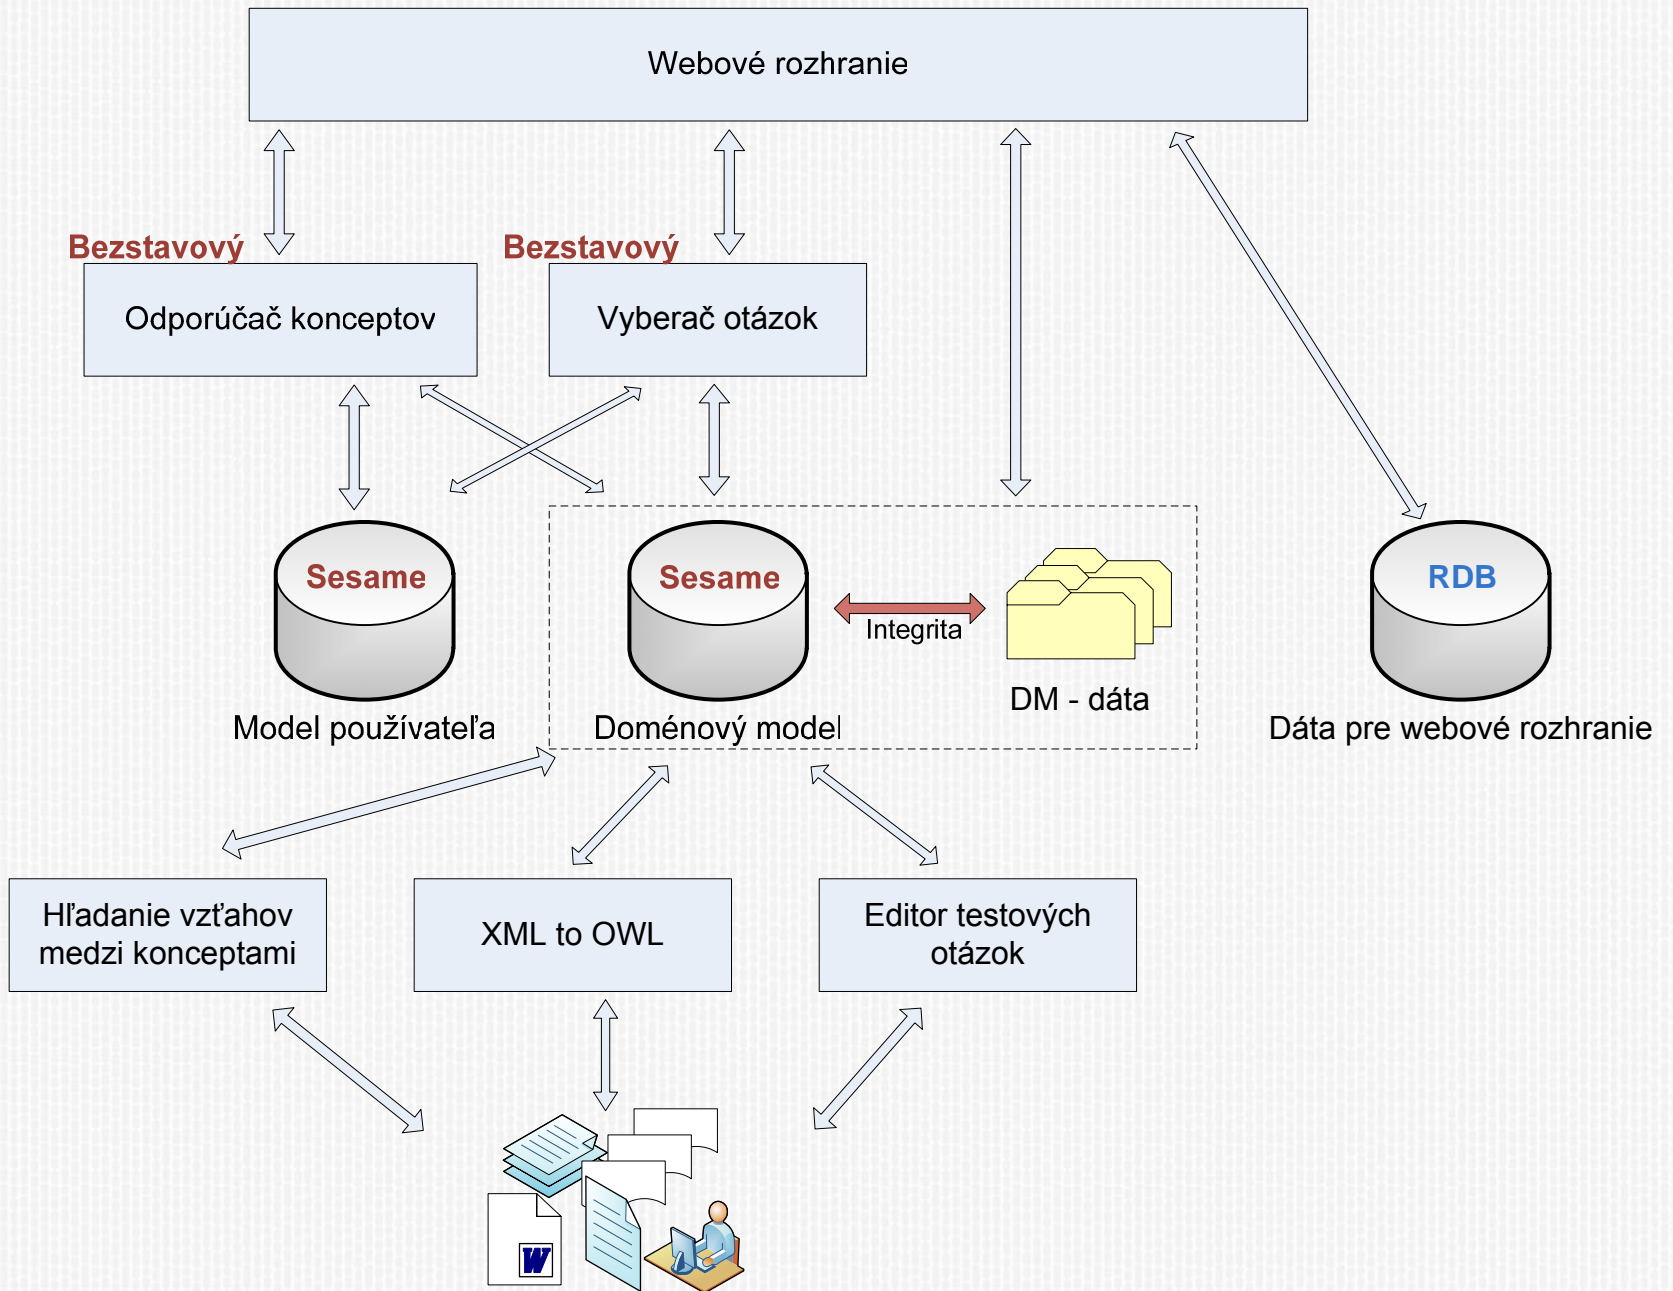 Webové rozhranie
Bezstavový
Bezstavový
Odporúčač konceptov
Vyberač otázok
Sesame
Sesame
RDB
Integrita
DM - dáta
Model používateľa
Doménový model
Dáta pre webové rozhranie
Hľadanie vzťahov
medzi konceptami
XML to OWL
Editor testových
otázok
W